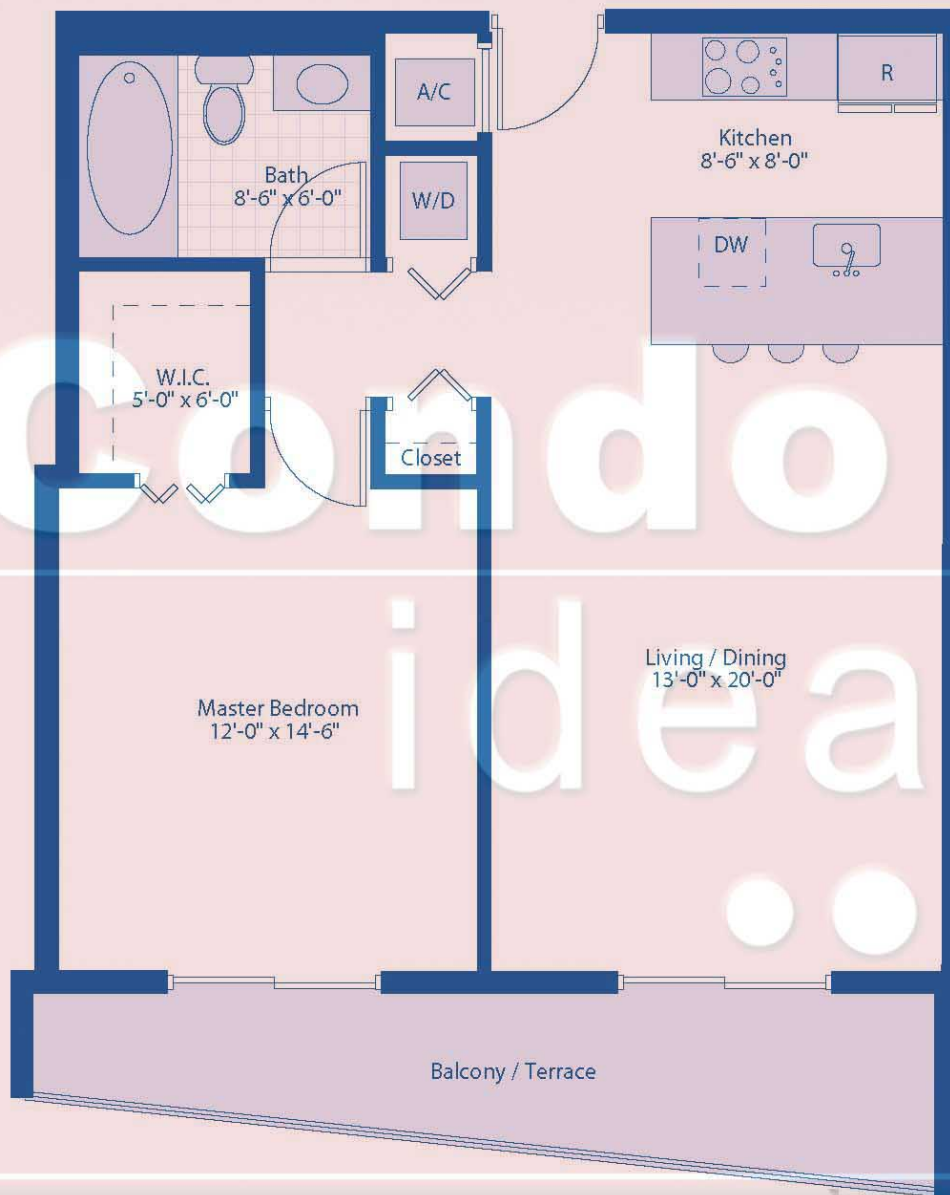 A/C
R
Kitchen
8'-6" x 8'-0"
Bath
8'-6" x 6'-0"
W/D
DW
W.I.C.
5'-0" x 6'-0"
Condo
Closet
idea
Living / Dining
13'-0" x 20'-0"
Master Bedroom
12'-0" x 14'-6"
Balcony / Terrace